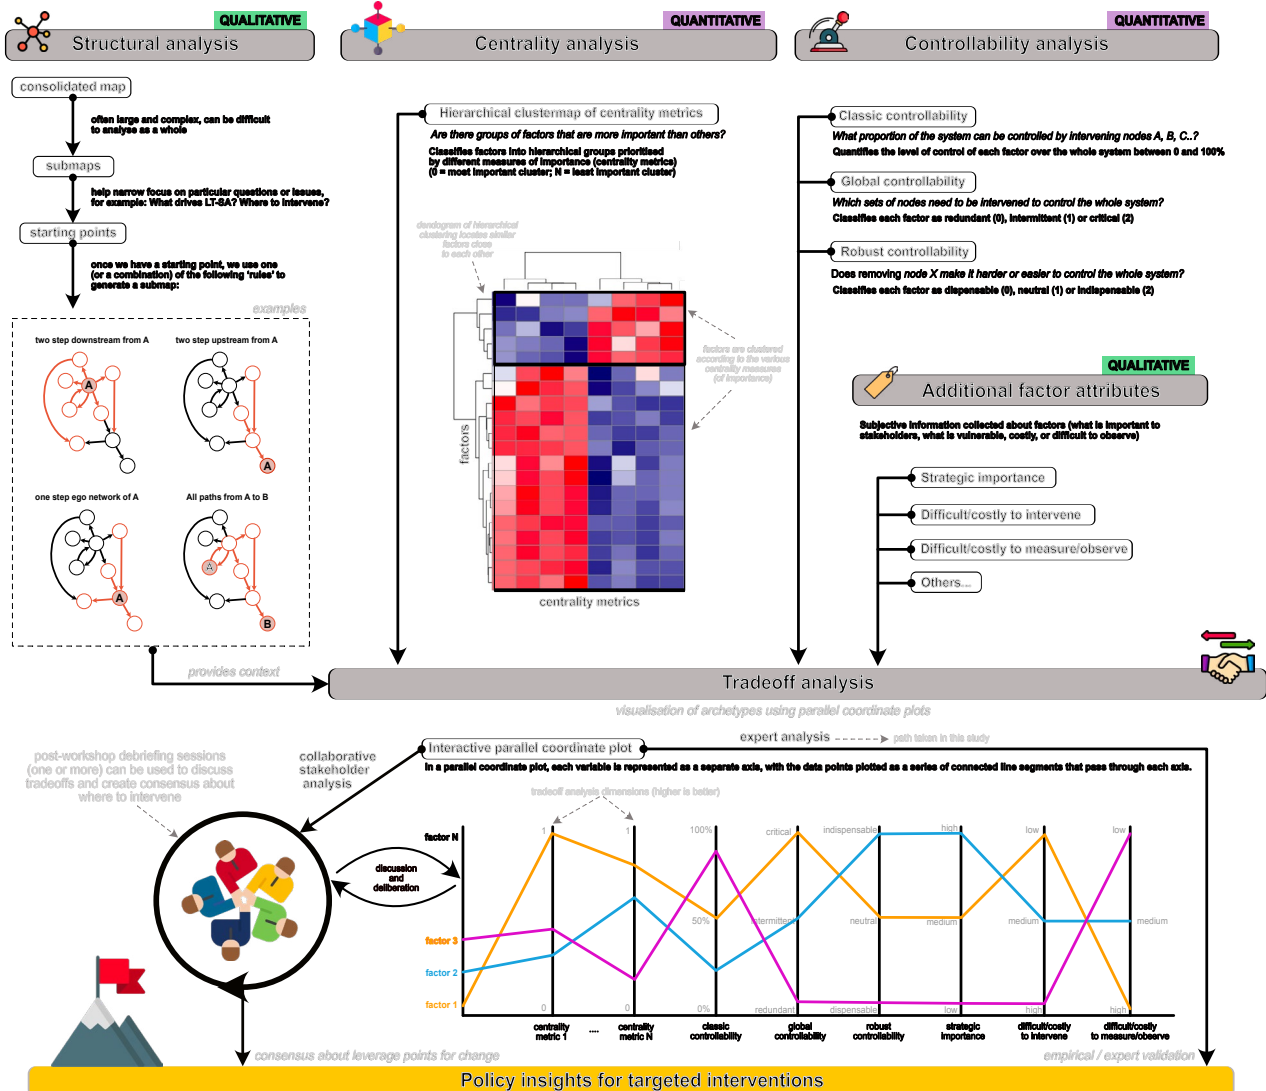 QUALITATIVE
Structural analysis
consolidated map
often large and complex, can be difficult
to analyse as a whole
submaps
help narrow focus on particular questions or issues,
for example: What drives LT-SA? Where to intervene?
starting points
once we have a starting point, we use one
(or a combination) of the following 'rules' to
generate a submap:
examples
two step downstream from A
two step upstream from A
A
A
one step ego network of A
All paths from A to B
A
A
B
provides context
QUANTITATIVE
Centrality analysis
Hierarchical clustermap of centrality metrics
Are there groups of factors that are more important than others?
Classifies factors into hierarchical groups prioritised
by different measures of importance (centrality metrics)
(0 = most important cluster; N = least important cluster)
dendogram of hierarchical
clustering locates similar
factors close
to each other
factors are clustered
according to the various
centrality measures
(of importance)
factors
centrality metrics
QUANTITATIVE
Controllability analysis
Classic controllability
What proportion of the system can be controlled by intervening nodes A, B, C..?
Quantifies the level of control of each factor over the whole system between 0 and 100%
Global controllability
Which sets of nodes need to be intervened to control the whole system?
Classifies each factor as redundant (0), intermittent (1) or critical (2)
Robust controllability
Does removing node X make it harder or easier to control the whole system?
Classifies each factor as dispensable (0), neutral (1) or indispensable (2)
QUALITATIVE
Additional factor attributes
Subjective information collected about factors (what is important to
stakeholders, what is vulnerable, costly, or difficult to observe)
Strategic importance
Difficult/costly to intervene
Difficult/costly to measure/observe
Others...
Tradeoff analysis
visualisation of archetypes using parallel coordinate plots
post-workshop debriefing sessions
(one or more) can be used to discuss
tradeoffs and create consensus about
where to intervene
collaborative
stakeholder
analysis
Interactive parallel coordinate plot
expert analysis
path taken in this study
In a parallel coordinate plot, each variable is represented as a separate axis, with the data points plotted as a series of connected line segments that pass through each axis.
tradeoff analysis dimensions (higher is better)
discussion
and
deliberation
factor N
factor 3
factor 2
factor 1
1
1
100%
critical
indispensable
high
low
low
50%
intermittent
neutral
medium
medium
medium
0
0
0%
redundant
dispensable
low
high
high
centrality
metric 1
....
centrality
metric N
classic
controllability
global
controllability
robust
controllability
strategic
importance
difficult/costly
to intervene
difficult/costly
to measure/observe
consensus about leverage points for change
empirical / expert validation
Policy insights for targeted interventions